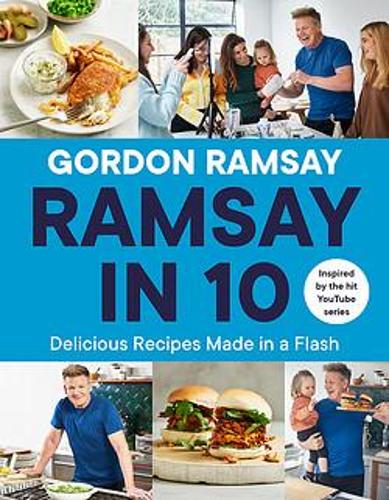 GORDON RAMSAY
RAMSAY
IN 10
Inspired
by the hit
YouTube
series
Delicious Recipes Made in a Flash